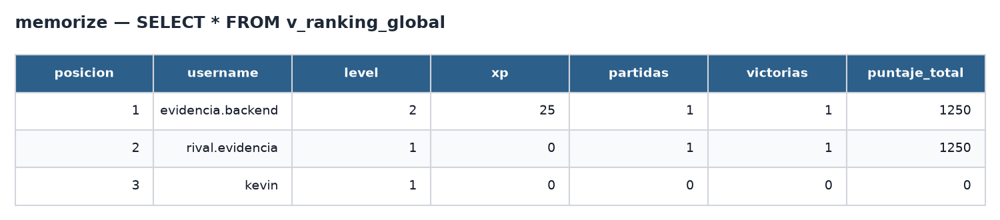 memorize — SELECT * FROM v_ranking_global
posicion username level xp partidas victorias puntaje_total
1 evidencia.backend 2 25 1 1 1250
2 rival.evidencia 1 0 1 1 1250
3 kevin 1 0 0 0 0